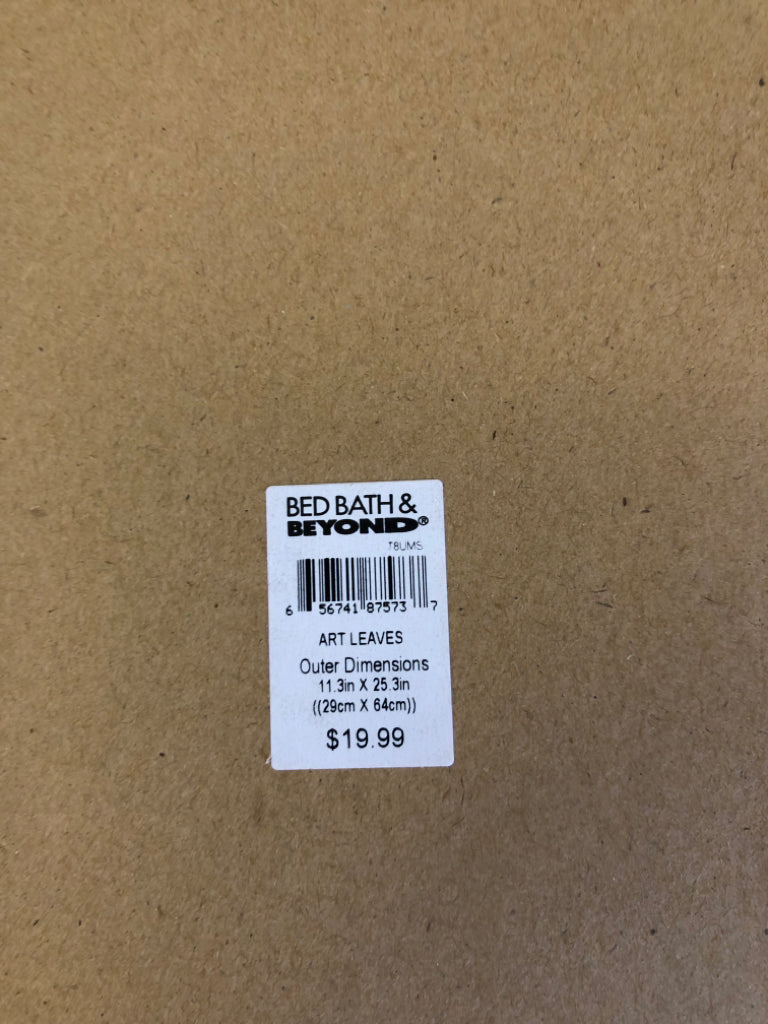 BED BATH &
BEYOND®
T8UMS
6 56741 87573 7
ART LEAVES
Outer Dimensions
11.3in X 25.3in
((29cm X 64cm))
$19.99